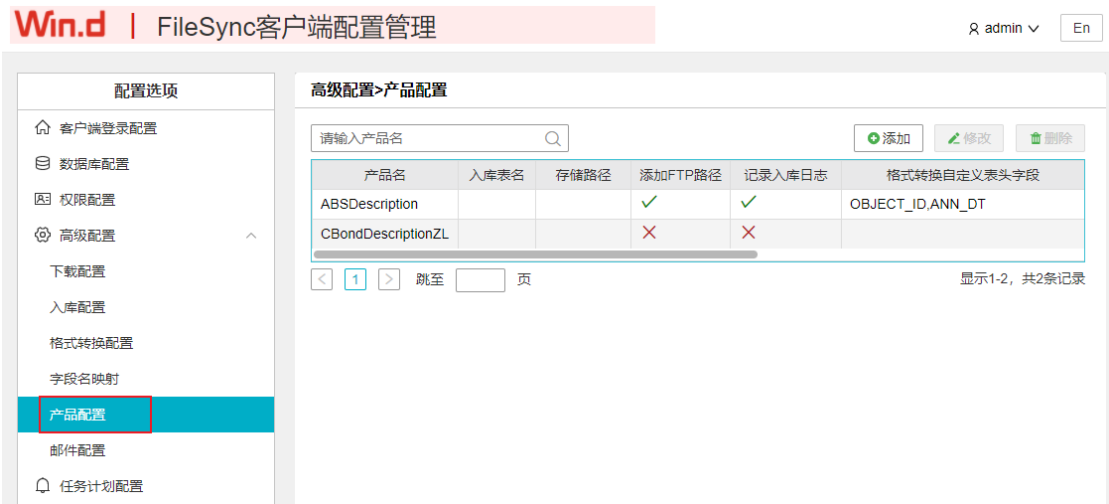 Win.d | FileSync客户端配置管理
admin
En
配置选项
客户端登录配置
数据库配置
权限配置
高级配置
下载配置
入库配置
格式转换配置
字段名映射
产品配置
邮件配置
任务计划配置
高级配置>产品配置
请输入产品名
添加 修改 删除
产品名 入库表名 存储路径 添加FTP路径 记录入库日志 格式转换自定义表头字段
ABSDescription OBJECT_ID,ANN_DT
CBondDescriptionZL
< 1 > 跳至 页
显示1-2，共2条记录